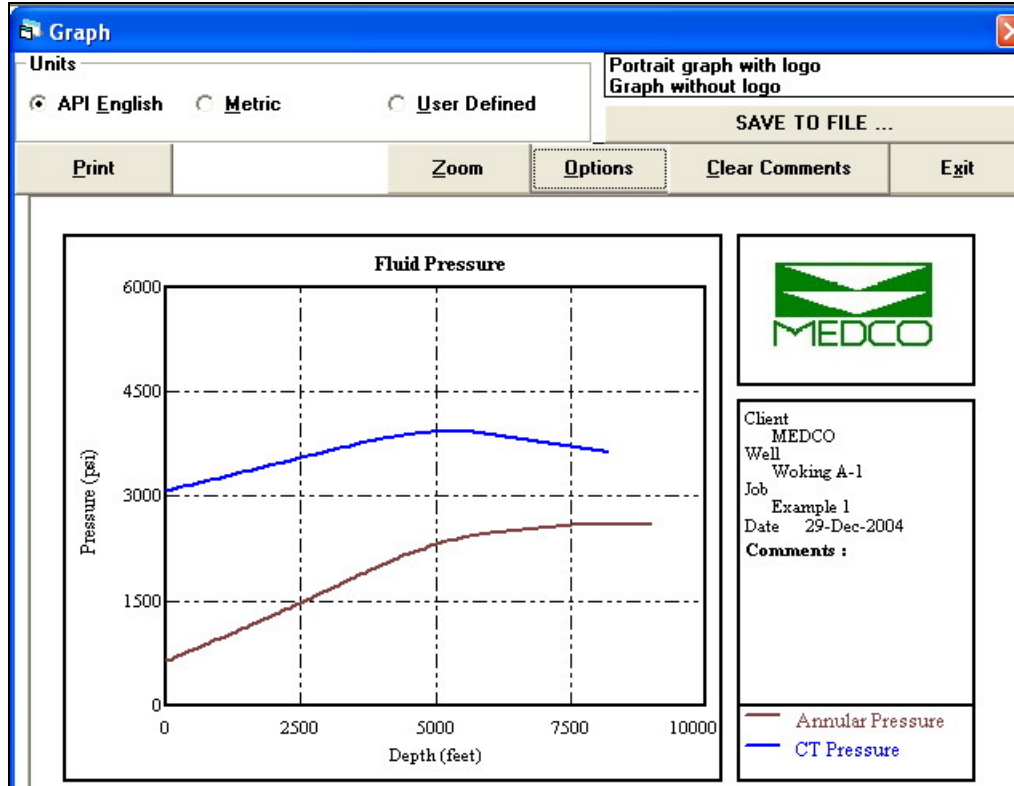 Graph
Units
API English
Metric
User Defined
Portrait graph with logo
Graph without logo
SAVE TO FILE ...
Print
Zoom
Options
Clear Comments
Exit
Fluid Pressure
6000
4500
3000
1500
0
Pressure (psi)
0
2500
5000
7500
10000
Depth (feet)
MEDCO
Client
MEDCO
Well
Woking A-1
Job
Example 1
Date 29-Dec-2004
Comments :
Annular Pressure
CT Pressure